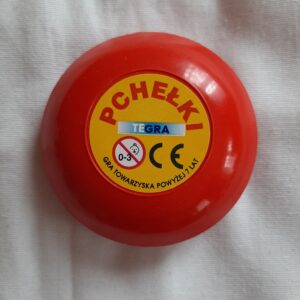 PCHEŁKI
TEGRA
0-3
CE
GRA TOWARZYSKA POWYŻEJ 7 LAT